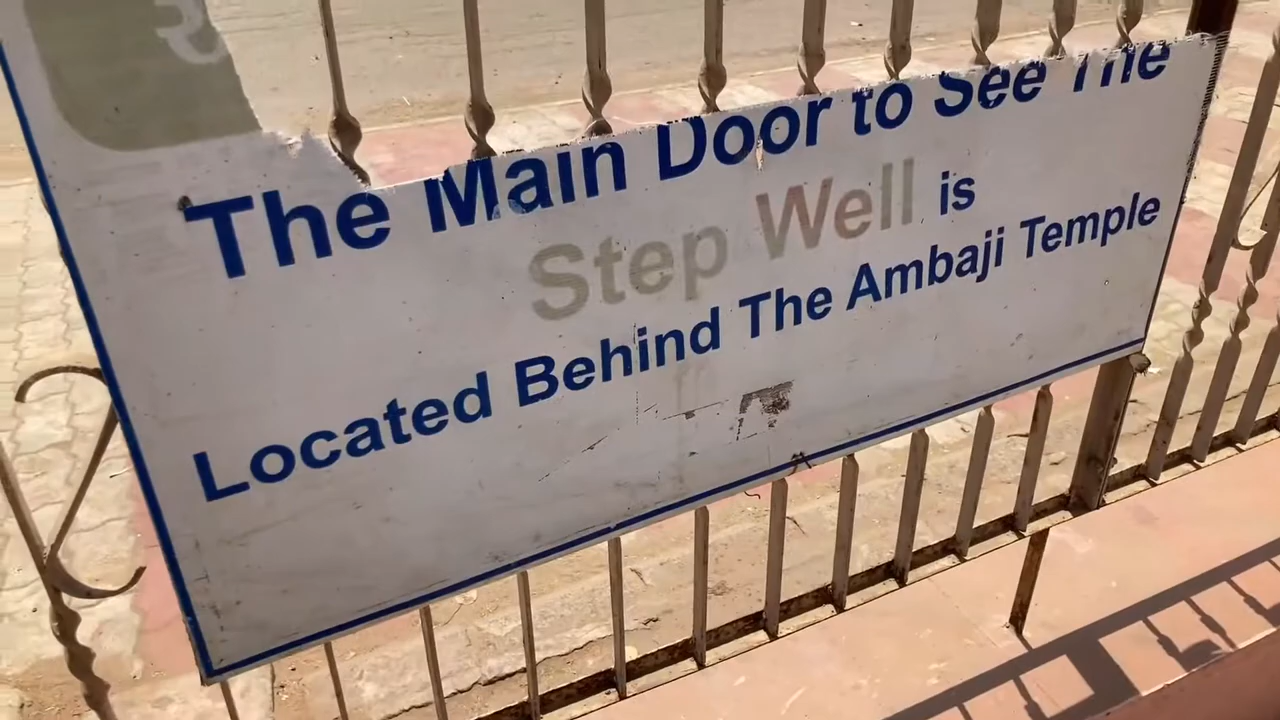 The Main Door to See The
Step Well is
Located Behind The Ambaji Temple